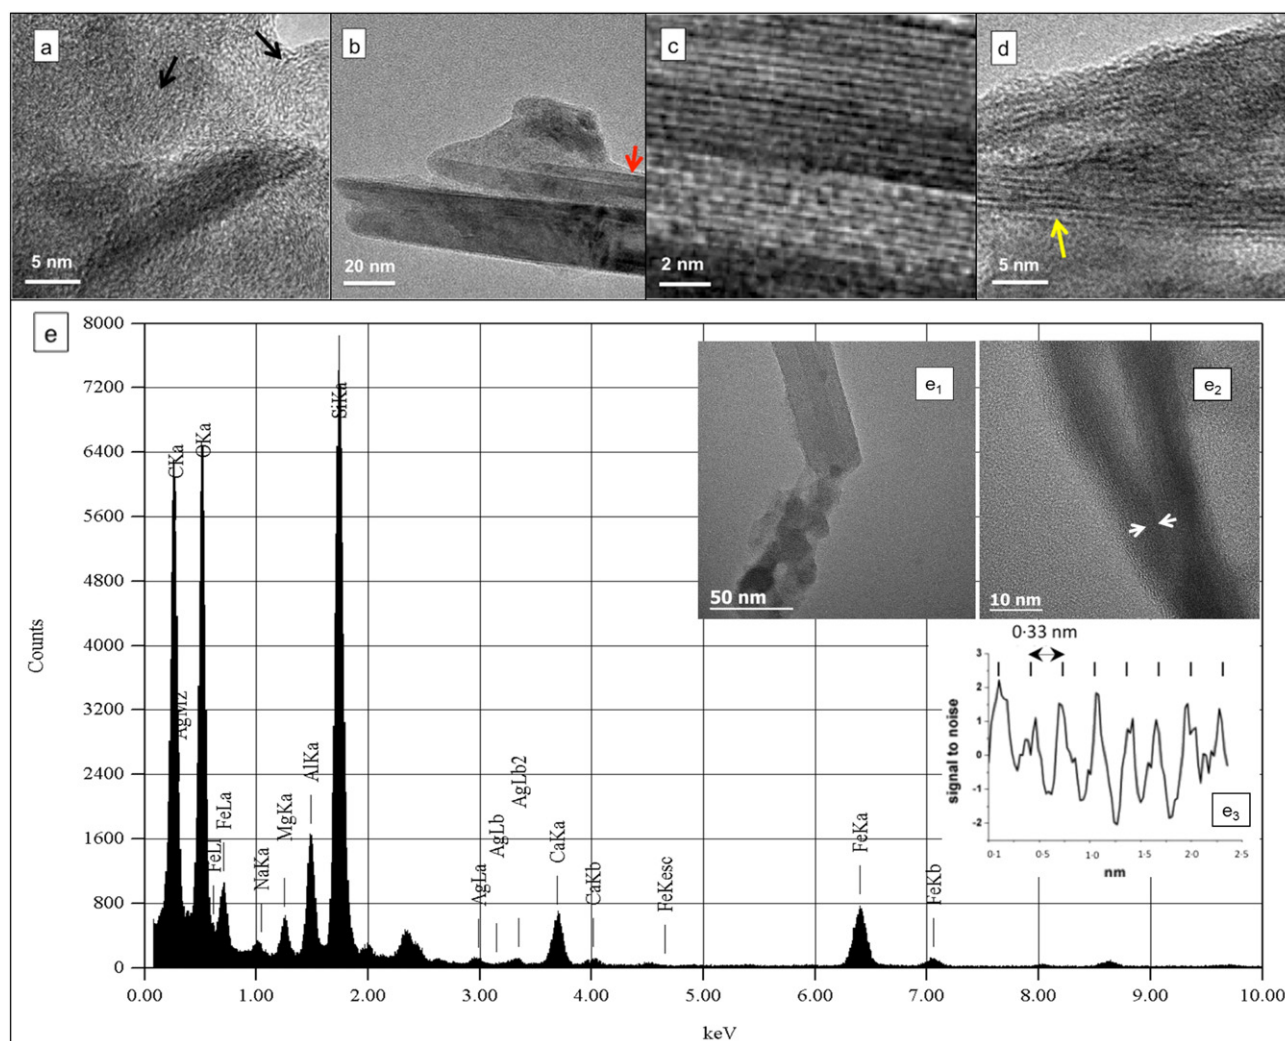 a
b
c
d
5 nm
20 nm
2 nm
5 nm
e
8000
7200
6400
5600
4800
4000
3200
2400
1600
800
0
Counts
CKa
AgMz
OKa
FeLl
FeLa
NaKa
MgKa
AlKa
SiKa
AgLa
AgLb
AgLb2
CaKa
CaKb
FeKesc
FeKa
FeKb
0.00 1.00 2.00 3.00 4.00 5.00 6.00 7.00 8.00 9.00 10.00
keV
e1
50 nm
e2
10 nm
0·33 nm
signal to noise
3
2
1
0
-1
-2
0·1 0·5 1·0 1·5 2·0 2·5
nm
e3